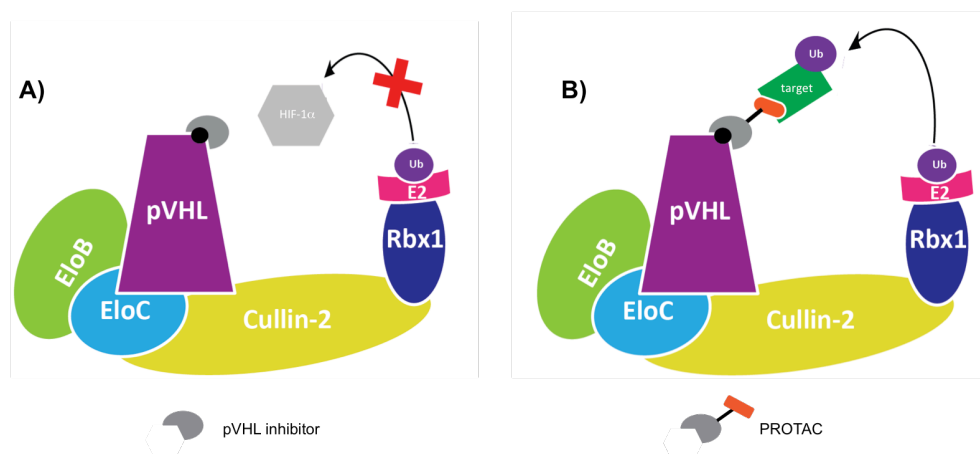 A)
HIF-1α
Ub
E2
pVHL
Rbx1
EloB
EloC
Cullin-2
pVHL inhibitor
B)
Ub
target
Ub
E2
pVHL
Rbx1
EloB
EloC
Cullin-2
PROTAC